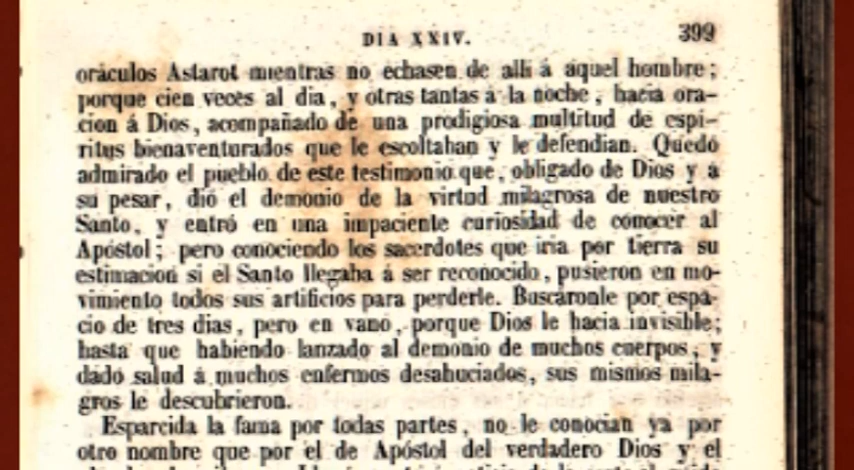 DIA XXIV. 399
oráculos Astarot mientras no echasen de alli á aquel hombre;
porque cien veces al dia, y otras tantas á la noche, hacia ora-
cion á Dios, acompañado de una prodigiosa multitud de espi-
ritus bienaventurados que le escoltaban y le defendian. Quedó
admirado el pueblo de este testimonio que, obligado de Dios y á
su pesar, dió el demonio de la virtud milagrosa de nuestro
Santo, y entró en una impaciente curiosidad de conocer al
Apóstol; pero conociendo los sacerdotes que iria por tierra su
estimacion si el Santo llegaba á ser reconocido, pusieron en mo-
vimiento todos sus artificios para perderle. Buscáronle por espa-
cio de tres dias, pero en vano, porque Dios le hacia invisible;
hasta que habiendo lanzado al demonio de muchos cuerpos, y
dado salud á muchos enfermos desahuciados, sus mismos mila-
gros le descubrieron.
Esparcida la fama por todas partes, no le conocian ya por
otro nombre que por el de Apóstol del verdadero Dios y el